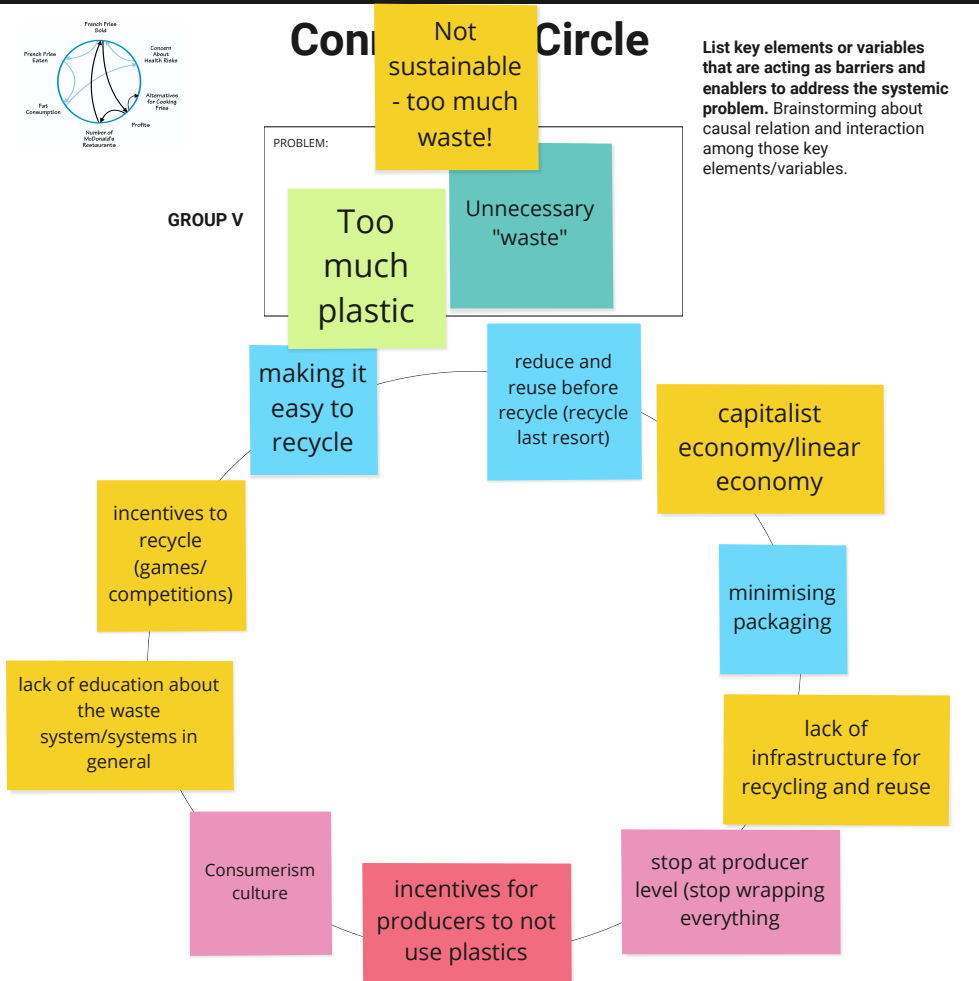 Con Circle
Not
sustainable
- too much
waste!
List key elements or variables
that are acting as barriers and
enablers to address the systemic
problem. Brainstorming about
causal relation and interaction
among those key
elements/variables.
French Fries
Sold
French Fries
Eaten
Concern
About
Health Risks
Fat
Consumption
Alternatives
for Cooking
Fries
Profits
Number of
McDonald's
Restaurants
PROBLEM:
GROUP V
Too
much
plastic
Unnecessary
"waste"
making it
easy to
recycle
reduce and
reuse before
recycle (recycle
last resort)
capitalist
economy/linear
economy
incentives to
recycle
(games/
competitions)
minimising
packaging
lack of education about
the waste
system/systems in
general
lack of
infrastructure for
recycling and reuse
Consumerism
culture
incentives for
producers to not
use plastics
stop at producer
level (stop wrapping
everything